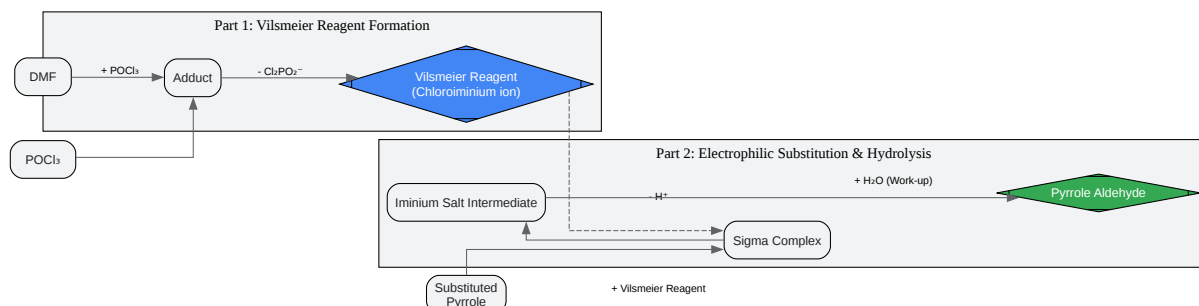 Part 1: Vilsmeier Reagent Formation
DMF
+ POCl₃
Adduct
- Cl₂PO₂⁻
Vilsmeier Reagent
(Chloroiminium ion)
POCl₃
Part 2: Electrophilic Substitution & Hydrolysis
Iminium Salt Intermediate
- H⁺
+ H₂O (Work-up)
Pyrrole Aldehyde
Sigma Complex
Substituted
Pyrrole
+ Vilsmeier Reagent